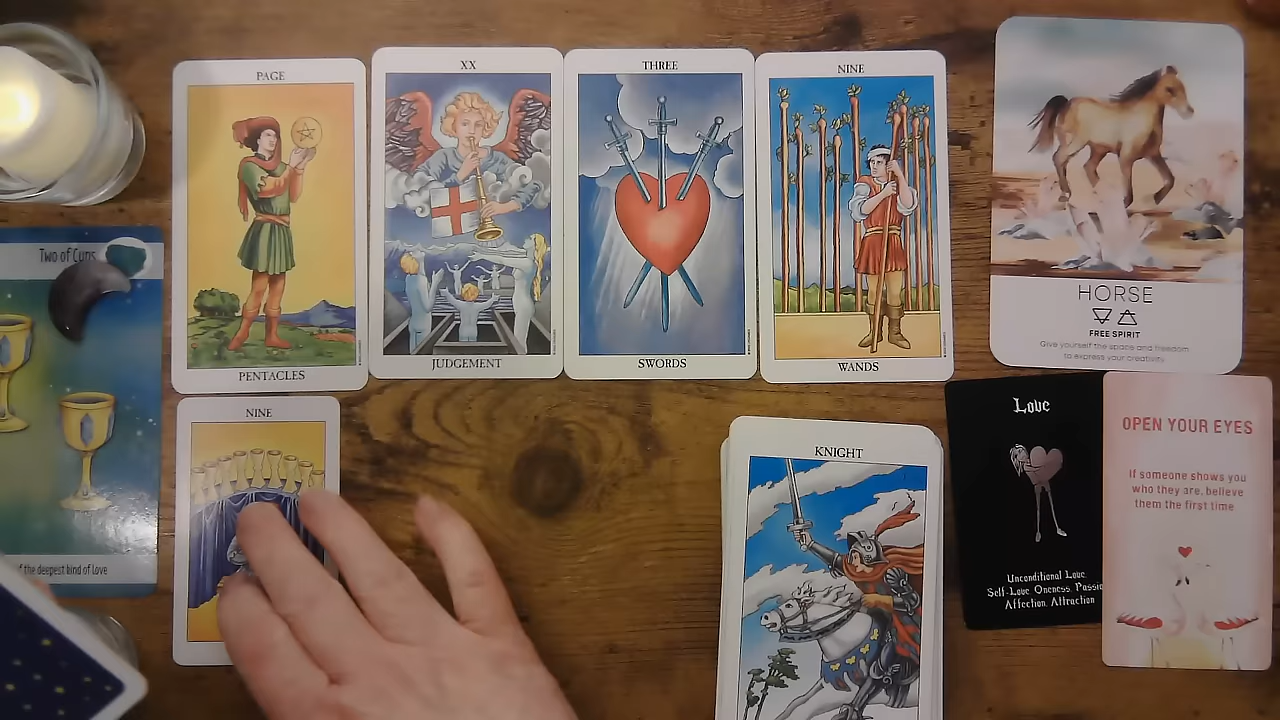 PAGE
PENTACLES
XX
JUDGEMENT
THREE
SWORDS
NINE
WANDS
HORSE
FREE SPIRIT
Give yourself the space and freedom
to express your creativity
Two of Cups
of the deepest kind of Love
NINE
KNIGHT
Love
Unconditional Love,
Self-Love, Oneness, Passio
Affection, Attraction
OPEN YOUR EYES
If someone shows you
who they are, believe
them the first time